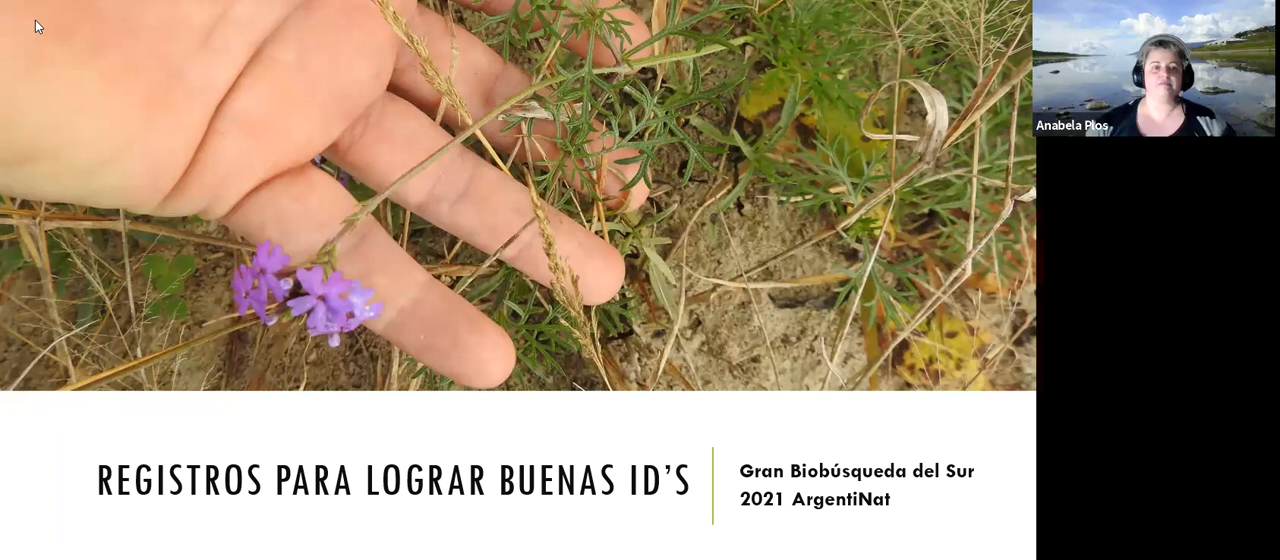 Anabela Plos
REGISTROS PARA LOGRAR BUENAS ID'S
Gran Biobúsqueda del Sur
2021 ArgentiNat